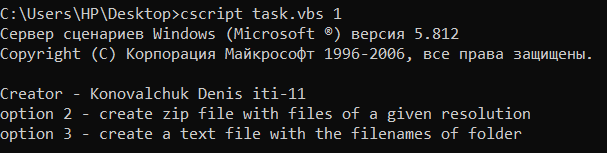 C:\Users\HP\Desktop>cscript task.vbs 1
Сервер сценариев Windows (Microsoft ®) версия 5.812
Copyright (C) Корпорация Майкрософт 1996-2006, все права защищены.
Creator - Konovalchuk Denis iti-11
option 2 - create zip file with files of a given resolution
option 3 - create a text file with the filenames of folder